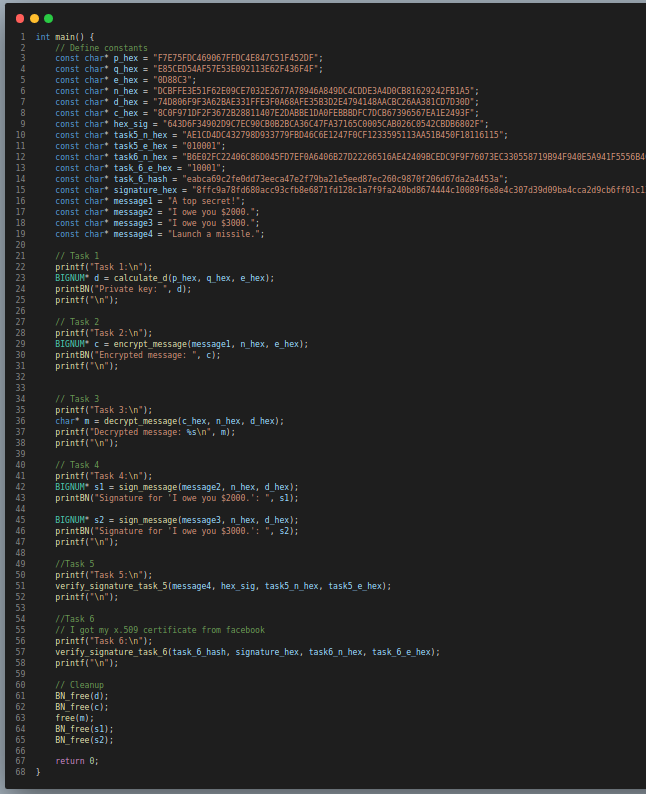 1 int main() {
2 // Define constants
3 const char* p_hex = "F7E75FDC469067FFDC4E847C51F452DF";
4 const char* q_hex = "E85CED54AF57E53E092113E62F436F4F";
5 const char* e_hex = "0D88C3";
6 const char* n_hex = "DCBFFE3E51F62E09CE7032E2677A78946A849DC4CDDE3A4D0CB81629242FB1A5";
7 const char* d_hex = "74D806F9F3A62BAE331FFE3F0A68AFE35B3D2E4794148AACBC26AA381CD7D30D";
8 const char* c_hex = "8C0F971DF2F3672B28811407E2DABBE1DA0FEBBBDFC7DCB67396567EA1E2493F";
9 const char* hex_sig = "643D6F34902D9C7EC90CB0B2BCA36C47FA37165C0005CAB026C0542CBDB6802F";
10 const char* task5_n_hex = "AE1CD4DC432798D933779FBD46C6E1247F0CF1233595113AA51B450F18116115";
11 const char* task5_e_hex = "010001";
12 const char* task6_n_hex = "B6E02FC22406C86D045FD7EF0A6406B27D22266516AE42409BCEDC9F9F76073EC330558719B94F940E5A941F5556B4
13 const char* task_6_e_hex = "10001";
14 const char* task_6_hash = "eabca69c2fe0dd73eeca47e2f79ba21e5eed87ec260c9870f206d67da2a4453a";
15 const char* signature_hex = "8ffc9a78fd680acc93cfb8e6871fd128c1a7f9fa240bd8674444c10089f6e8e4c307d39d09ba4cca2d9cb6ff01c1
16 const char* message1 = "A top secret!";
17 const char* message2 = "I owe you $2000.";
18 const char* message3 = "I owe you $3000.";
19 const char* message4 = "Launch a missile.";
20
21 // Task 1
22 printf("Task 1:\n");
23 BIGNUM* d = calculate_d(p_hex, q_hex, e_hex);
24 printBN("Private key: ", d);
25 printf("\n");
26
27 // Task 2
28 printf("Task 2:\n");
29 BIGNUM* c = encrypt_message(message1, n_hex, e_hex);
30 printBN("Encrypted message: ", c);
31 printf("\n");
32
33
34 // Task 3
35 printf("Task 3:\n");
36 char* m = decrypt_message(c_hex, n_hex, d_hex);
37 printf("Decrypted message: %s\n", m);
38 printf("\n");
39
40 // Task 4
41 printf("Task 4:\n");
42 BIGNUM* s1 = sign_message(message2, n_hex, d_hex);
43 printBN("Signature for 'I owe you $2000.': ", s1);
44
45 BIGNUM* s2 = sign_message(message3, n_hex, d_hex);
46 printBN("Signature for 'I owe you $3000.': ", s2);
47 printf("\n");
48
49 //Task 5
50 printf("Task 5:\n");
51 verify_signature_task_5(message4, hex_sig, task5_n_hex, task5_e_hex);
52 printf("\n");
53
54 //Task 6
55 // I got my x.509 certificate from facebook
56 printf("Task 6:\n");
57 verify_signature_task_6(task_6_hash, signature_hex, task6_n_hex, task_6_e_hex);
58 printf("\n");
59
60 // Cleanup
61 BN_free(d);
62 BN_free(c);
63 free(m);
64 BN_free(s1);
65 BN_free(s2);
66
67 return 0;
68 }